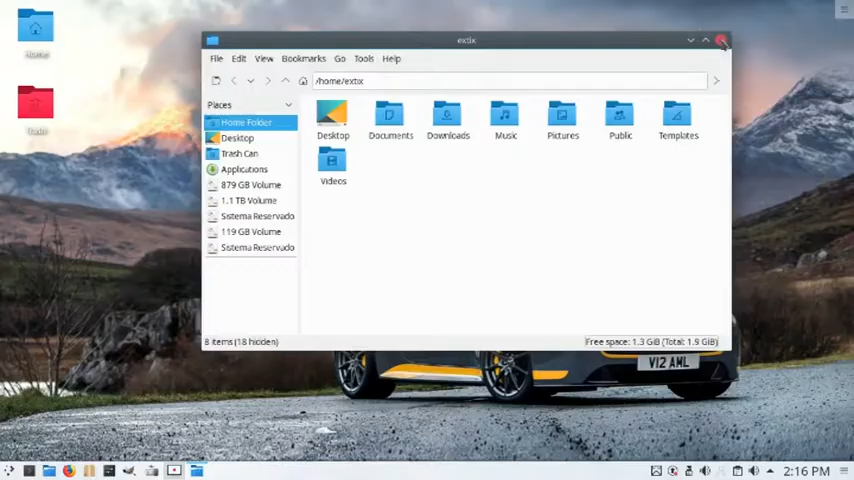 Home
Trash
extix
File Edit View Bookmarks Go Tools Help
/home/extix
Places
Home Folder
Desktop
Trash Can
Applications
879 GB Volume
1.1 TB Volume
Sistema Reservado
119 GB Volume
Sistema Reservado
Desktop Documents Downloads Music Pictures Public Templates
Videos
8 items (18 hidden)
Free space: 1.3 GiB (Total: 1.9 GiB)
V12 AML
2:16 PM